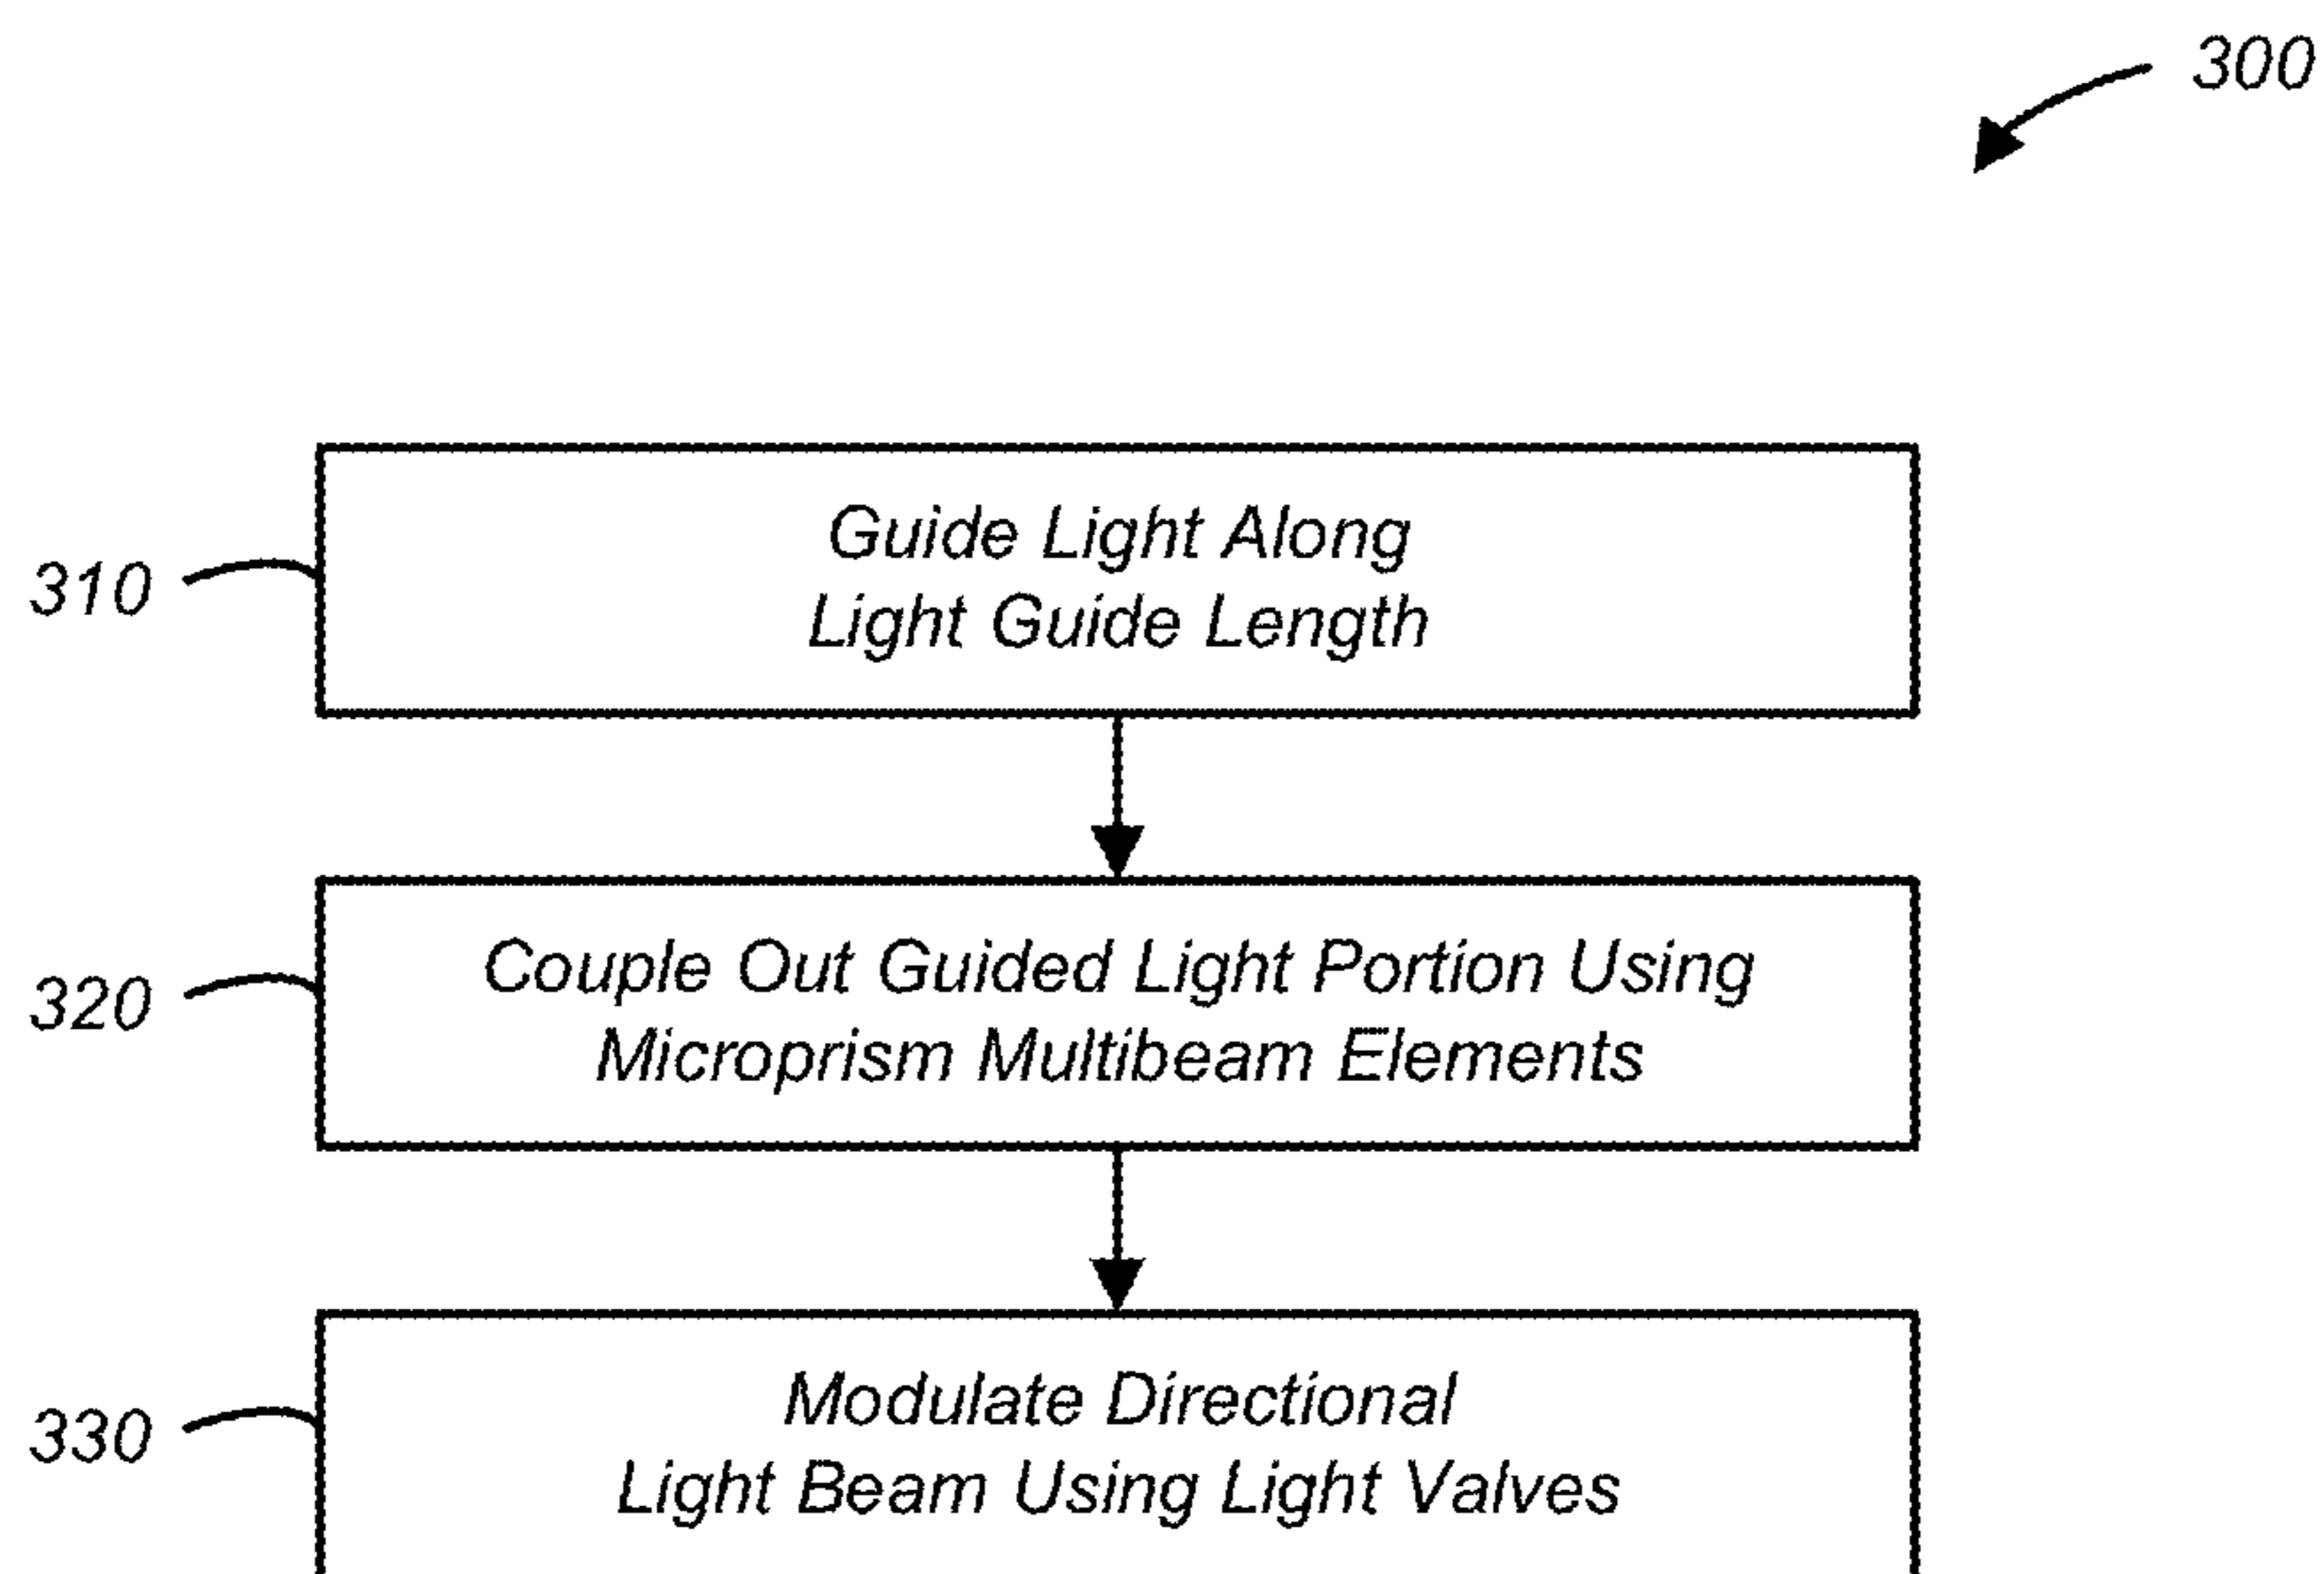 300
310
Guide Light Along
Light Guide Length
320
Couple Out Guided Light Portion Using
Microprism Multibeam Elements
330
Modulate Directional
Light Beam Using Light Valves